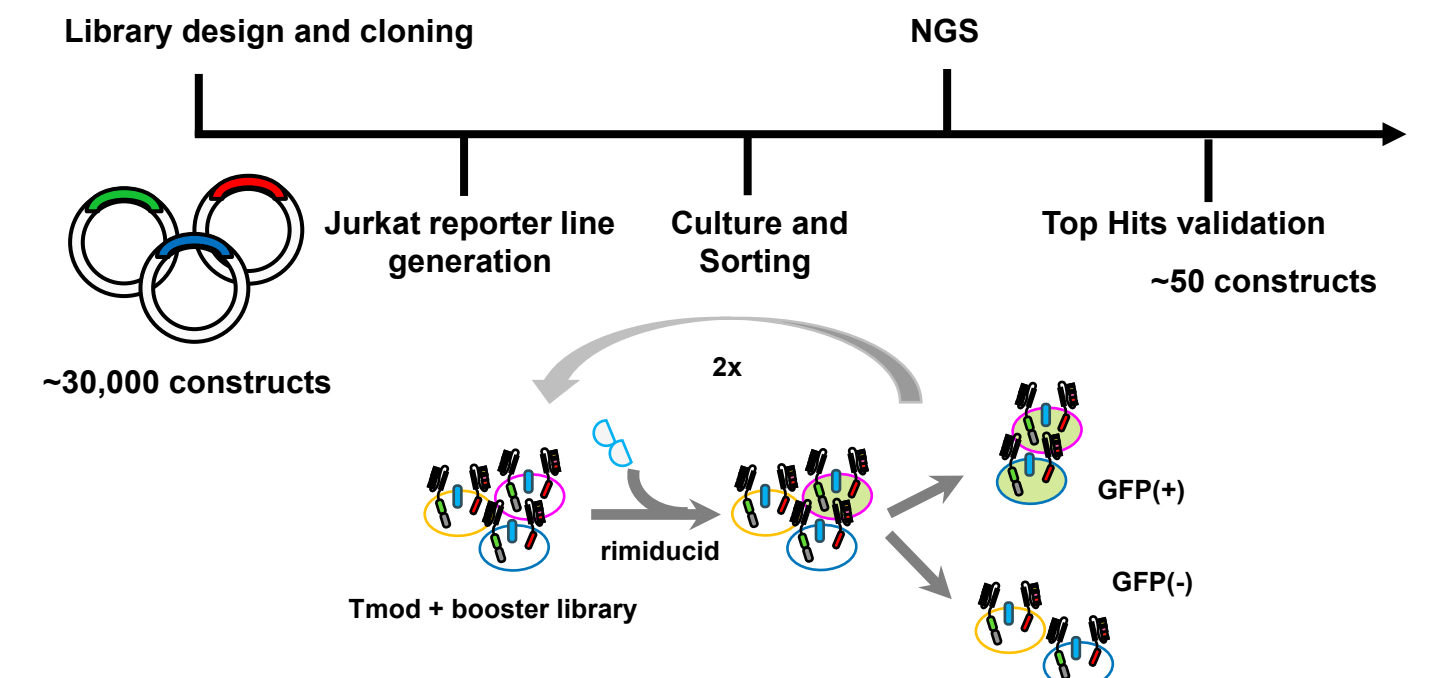 Library design and cloning
NGS
Jurkat reporter line
generation
Culture and
Sorting
Top Hits validation
~50 constructs
~30,000 constructs
2x
rimiducid
GFP(+)
GFP(-)
Tmod + booster library